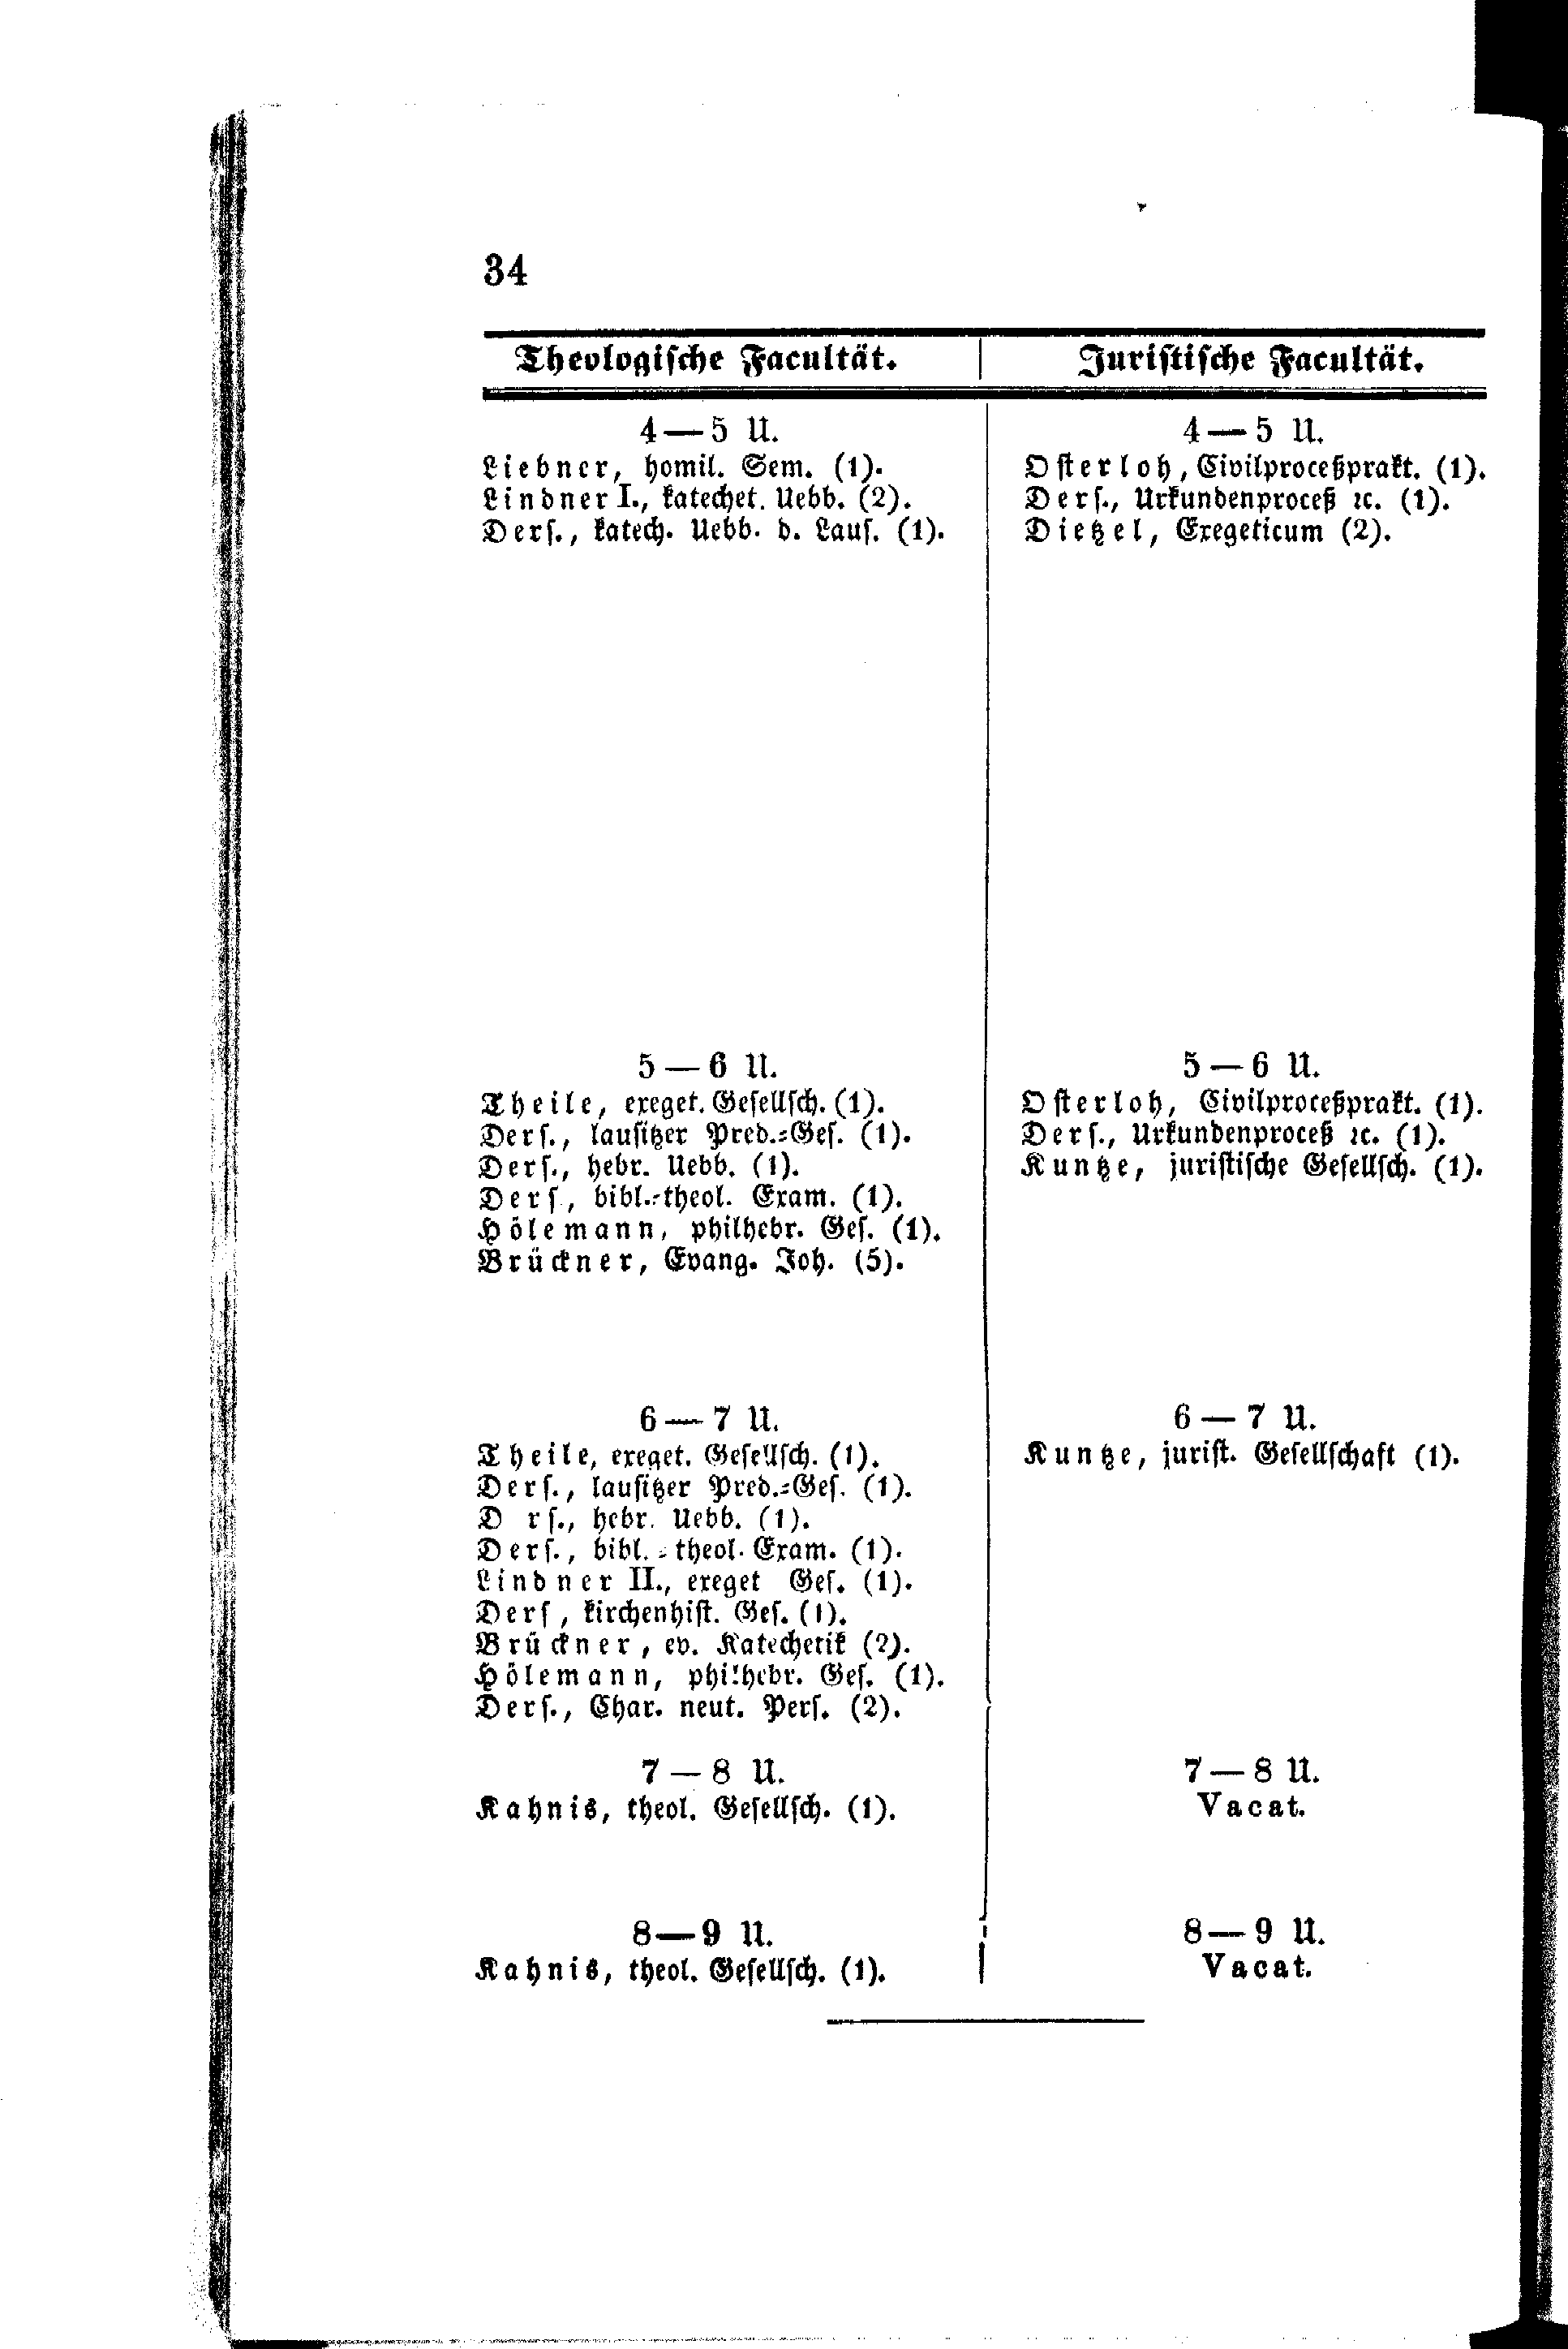 34
Theologische Facultät.
4—5 U.
Liebner, homil. Sem. (1).
Lindner I., katechet. Uebb. (2).
Ders., katech. Uebb. d. Laus. (1).
5—6 U.
Theile, exeget. Gesellsch. (1).
Ders., lausitzer Pred.-Ges. (1).
Ders., hebr. Uebb. (1).
Ders, bibl.-theol. Exam. (1).
Hölemann, philhebr. Ges. (1).
Brückner, Evang. Joh. (5).
6—7 U.
Theile, exeget. Gesellsch. (1).
Ders., lausitzer Pred.-Ges. (1).
D rs., hebr. Uebb. (1).
Ders., bibl.-theol. Exam. (1).
Lindner II., exeget Ges. (1).
Ders, kirchenhist. Ges. (1).
Brückner, ev. Katechetik (2).
Hölemann, philhebr. Ges. (1).
Ders., Char. neut. Pers. (2).
7—8 U.
Kahnis, theol. Gesellsch. (1).
8—9 U.
Kahnis, theol. Gesellsch. (1).
Juristische Facultät.
4—5 U.
Osterloh, Civilproceßprakt. (1).
Ders., Urkundenproceß ꝛc. (1).
Dietzel, Exegeticum (2).
5—6 U.
Osterloh, Civilproceßprakt. (1).
Ders., Urkundenproceß ꝛc. (1).
Kuntze, juristische Gesellsch. (1).
6—7 U.
Kuntze, jurist. Gesellschaft (1).
7—8 U.
Vacat.
8—9 U.
Vacat.